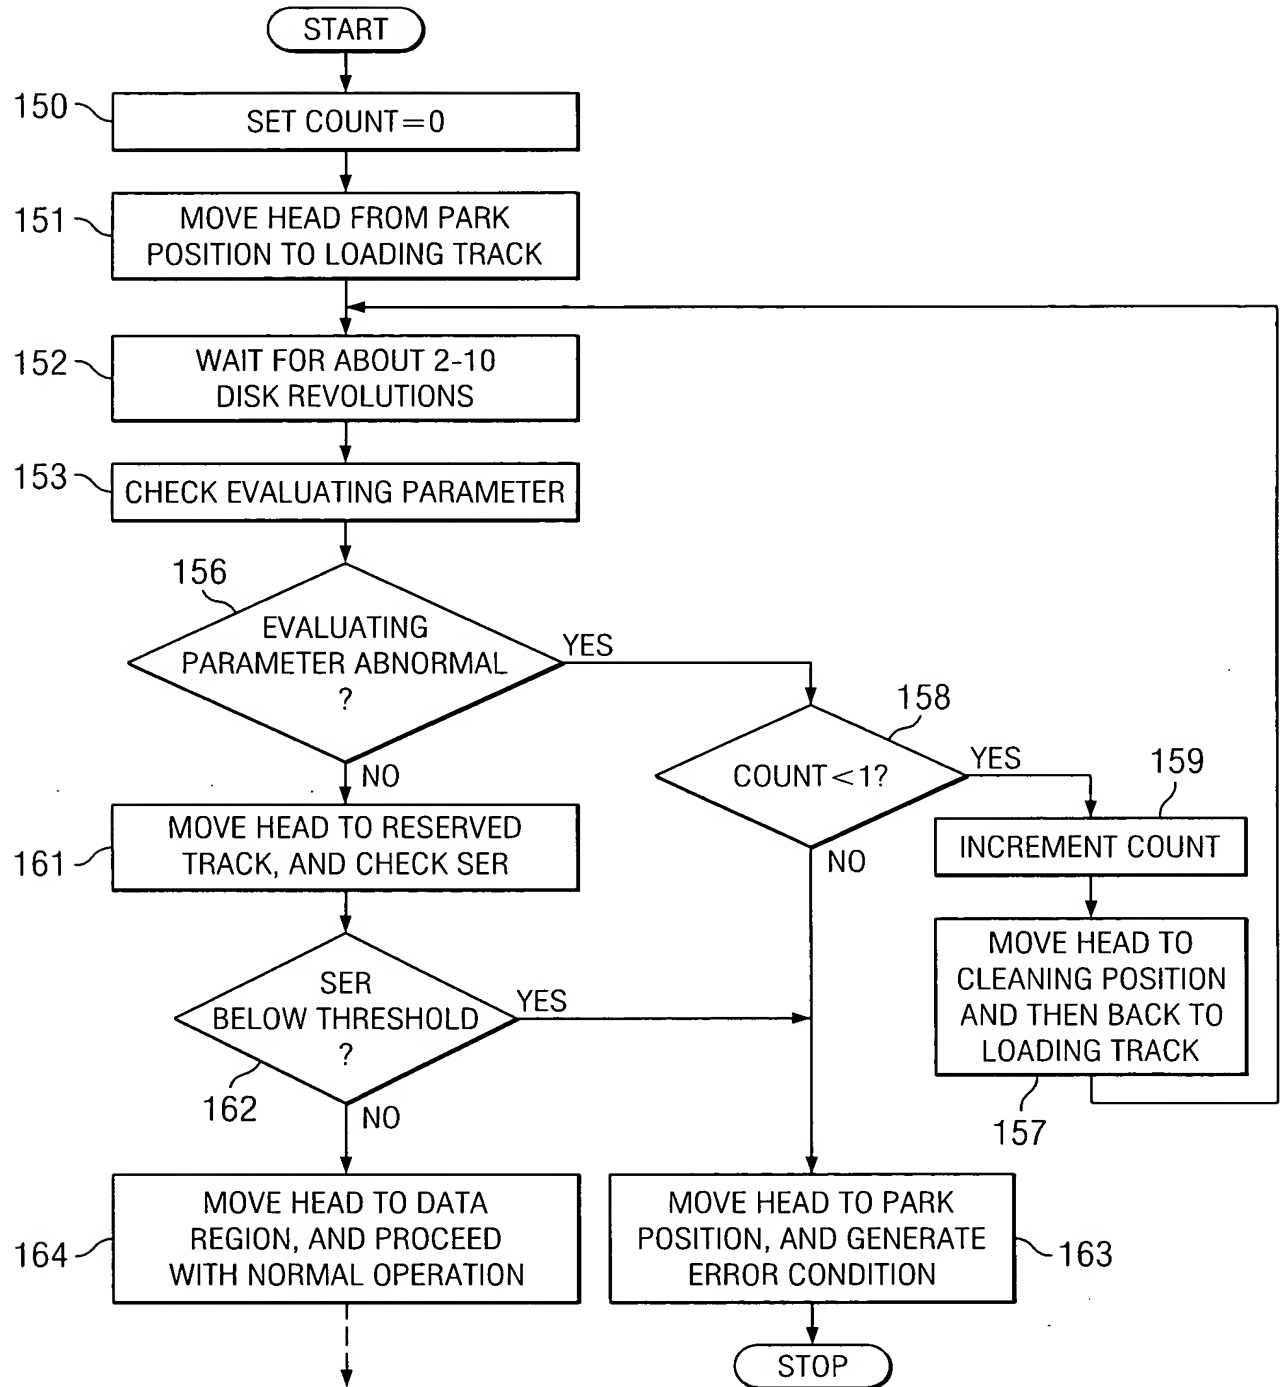 START
150
SET COUNT=0
151
MOVE HEAD FROM PARK
POSITION TO LOADING TRACK
152
WAIT FOR ABOUT 2-10
DISK REVOLUTIONS
153
CHECK EVALUATING PARAMETER
156
EVALUATING
PARAMETER ABNORMAL
?
YES
NO
158
COUNT<1?
YES
NO
159
INCREMENT COUNT
161
MOVE HEAD TO RESERVED
TRACK, AND CHECK SER
MOVE HEAD TO
CLEANING POSITION
AND THEN BACK TO
LOADING TRACK
157
SER
BELOW THRESHOLD
?
YES
162
NO
164
MOVE HEAD TO DATA
REGION, AND PROCEED
WITH NORMAL OPERATION
MOVE HEAD TO PARK
POSITION, AND GENERATE
ERROR CONDITION
163
STOP